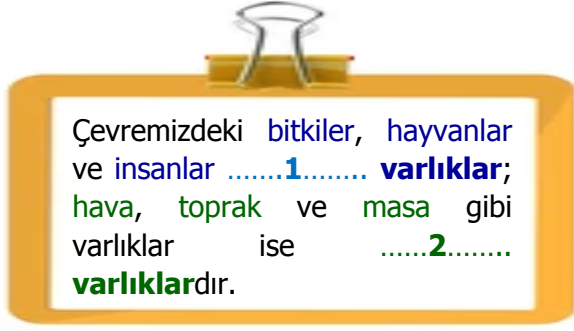 Çevremizdeki bitkiler, hayvanlar
ve insanlar .......1........ varlıklar;
hava, toprak ve masa gibi
varlıklar ise ......2........
varlıklardır.